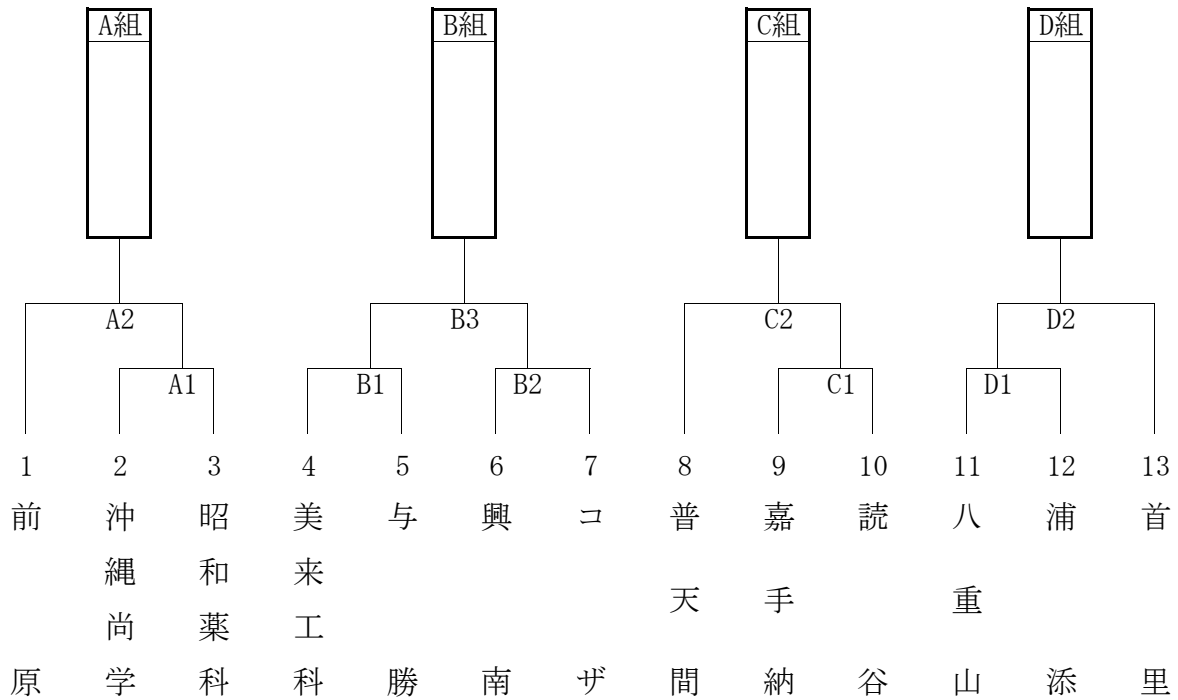 A組 B組 C組 D組
A2 B3 C2 D2
A1 B1 B2 C1 D1
1 2 3 4 5 6 7 8 9 10 11 12 13
前原
沖縄尚学
昭和薬科
美来工科
与勝
興南
コザ
普天間
嘉手納
読谷
八重山
浦添
首里